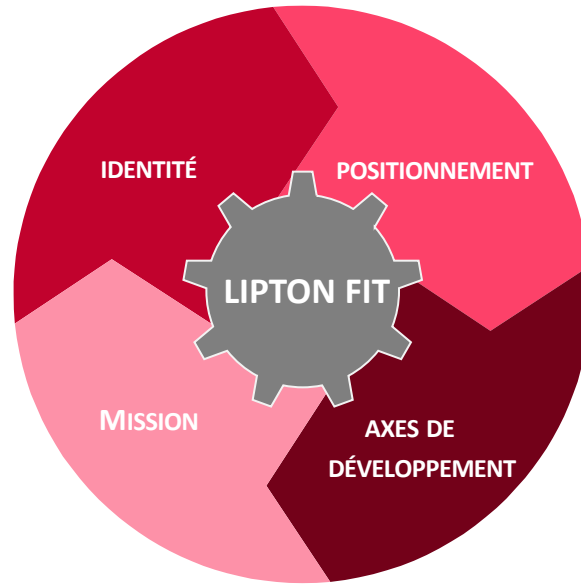 IDENTITÉ
POSITIONNEMENT
LIPTON FIT
MISSION
AXES DE
DÉVELOPPEMENT